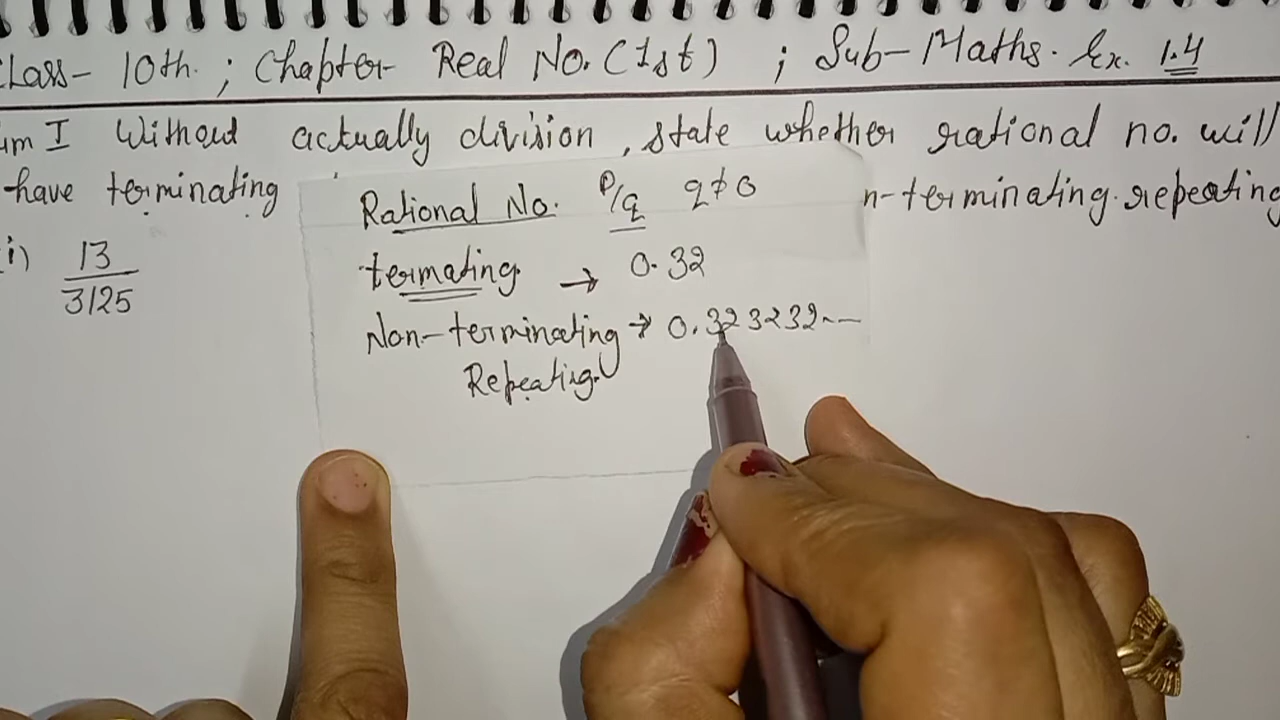 Class- 10th. ; Chapter- Real No. (1st) ; Sub- Maths. Ex. 1.4
I Without actually division, state whether rational no. will
have terminating n-terminating. repeating
i) 13/3125
Rational No. P/q q≠0
termating → 0.32
Non-terminating → 0.323232---
Repeating.